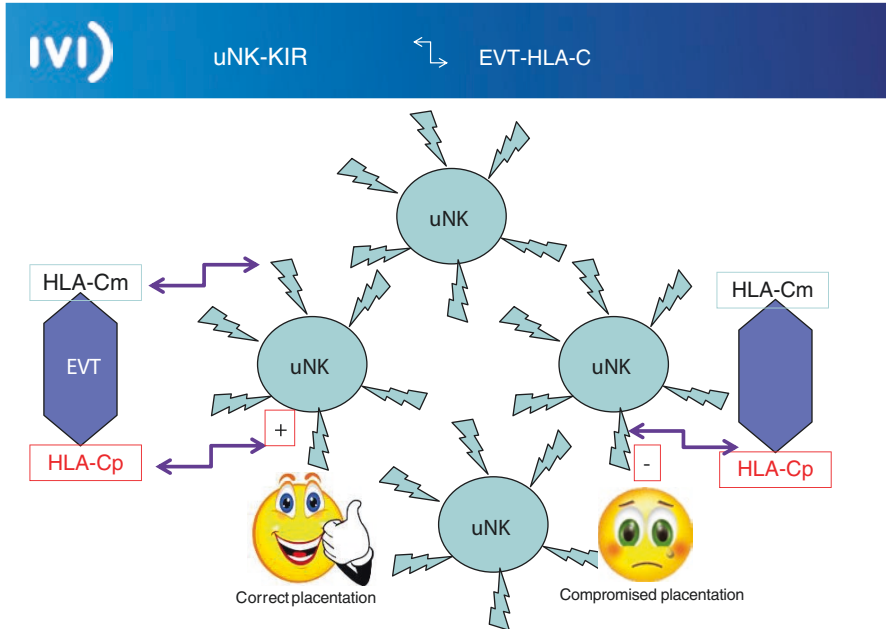 IVI)
uNK-KIR
EVT-HLA-C
uNK
HLA-Cm
HLA-Cm
EVT
uNK
uNK
+
HLA-Cp
-
HLA-Cp
uNK
Correct placentation
Compromised placentation